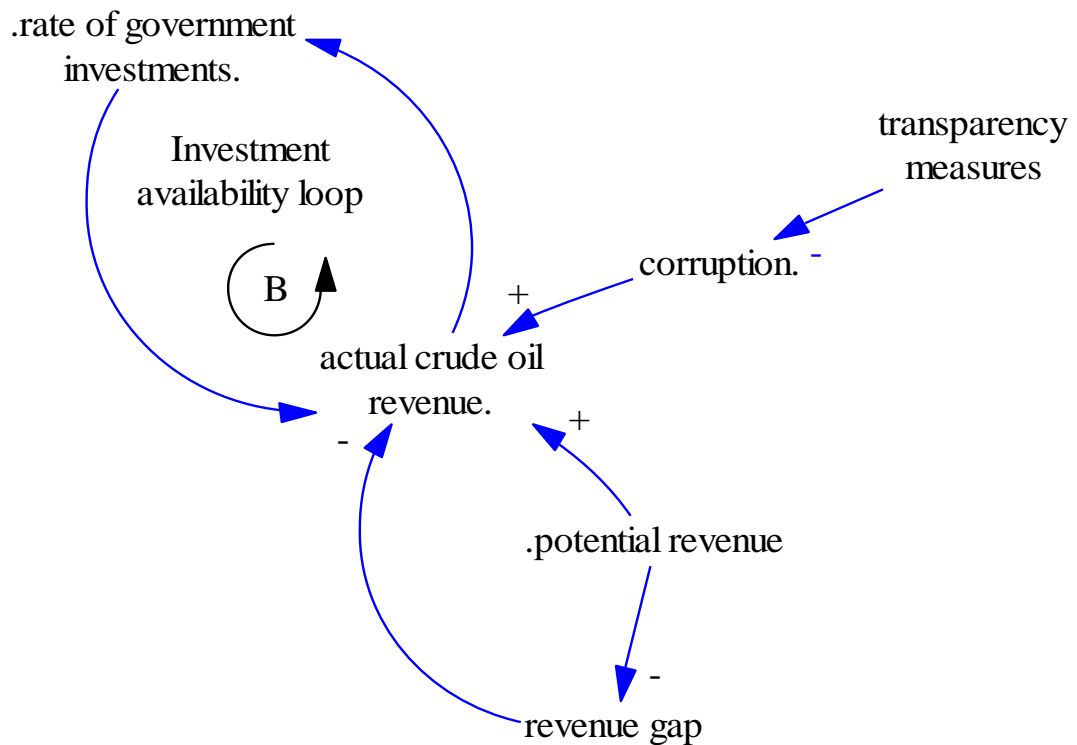 .rate of government
investments.
Investment
availability loop
B
transparency
measures
corruption. -
+
actual crude oil
revenue.
-
+
.potential revenue
-
revenue gap